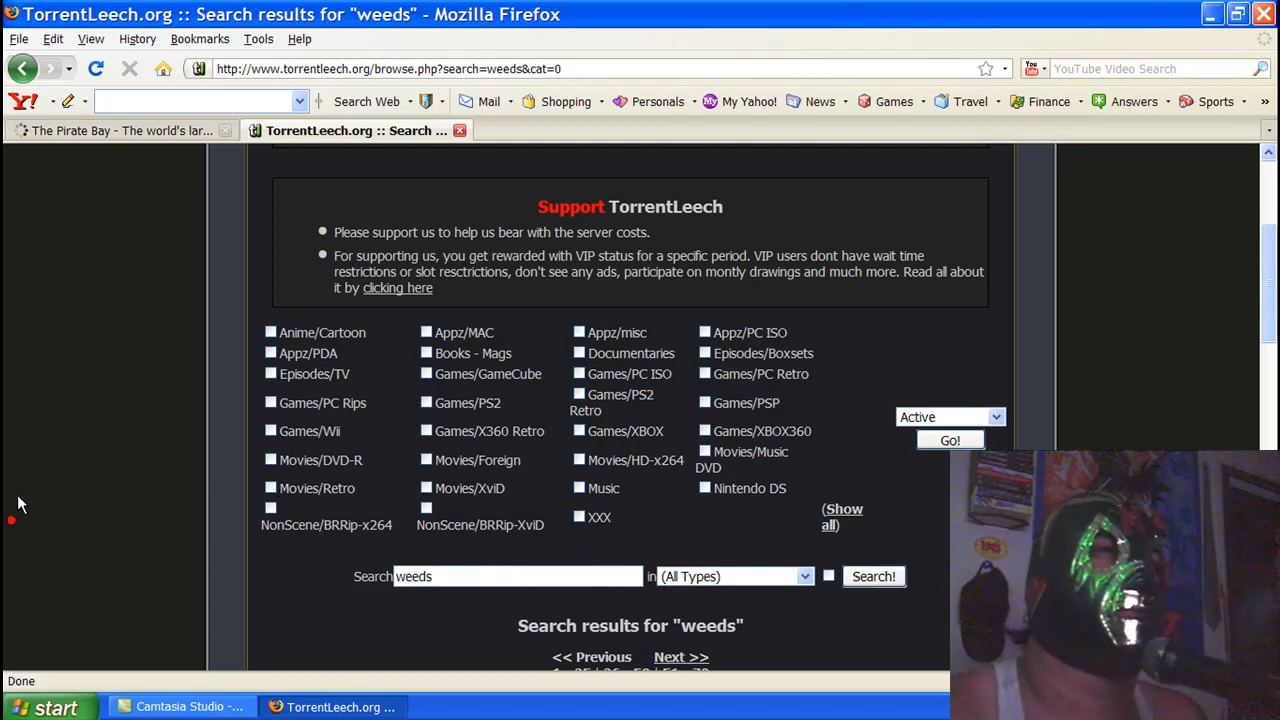 TorrentLeech.org :: Search results for "weeds" - Mozilla Firefox
File Edit View History Bookmarks Tools Help
http://www.torrentleech.org/browse.php?search=weeds&cat=0 YouTube Video Search
Y! Search Web Mail Shopping Personals My Yahoo! News Games Travel Finance Answers Sports »
The Pirate Bay - The world's lar... TorrentLeech.org :: Search ...
Support TorrentLeech
Please support us to help us bear with the server costs.
For supporting us, you get rewarded with VIP status for a specific period. VIP users dont have wait time
restrictions or slot resctrictions, don't see any ads, participate on montly drawings and much more. Read all about
it by clicking here
Anime/Cartoon Appz/MAC Appz/misc Appz/PC ISO
Appz/PDA Books - Mags Documentaries Episodes/Boxsets
Episodes/TV Games/GameCube Games/PC ISO Games/PC Retro
Games/PC Rips Games/PS2 Games/PS2 Retro Games/PSP
Active
Games/Wii Games/X360 Retro Games/XBOX Games/XBOX360
Go!
Movies/DVD-R Movies/Foreign Movies/HD-x264 Movies/Music DVD
Movies/Retro Movies/XviD Music Nintendo DS
NonScene/BRRip-x264 NonScene/BRRip-XviD XXX (Show all)
Search weeds in (All Types) Search!
Search results for "weeds"
<< Previous Next >>
Done
start Camtasia Studio -... TorrentLeech.org ...